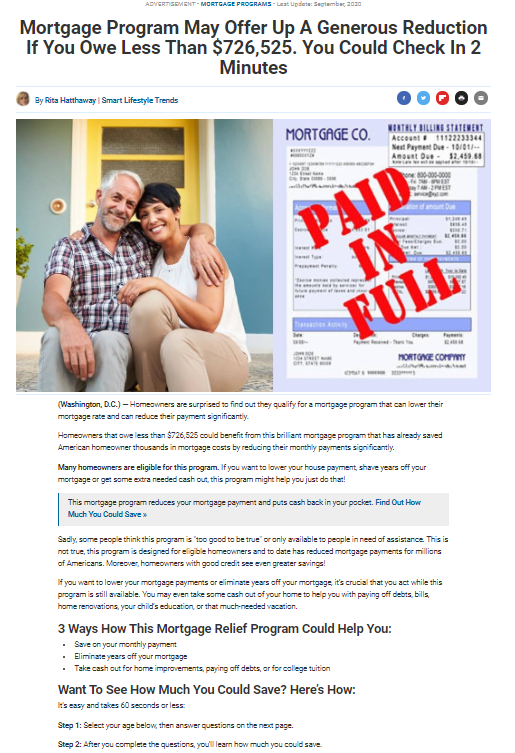 ADVERTISEMENT - MORTGAGE PROGRAMS - Last Update: September, 2020
Mortgage Program May Offer Up A Generous Reduction
If You Owe Less Than $726,525. You Could Check In 2
Minutes
By Rita Hatthaway | Smart Lifestyle Trends
MORTGAGE CO.
MONTHLY BILLING STATEMENT
Account # 11122233344
Next Payment Due - 10/01/--
Amount Due - $2,459.68
PAID
IN
FULL
Transaction Activity
MORTGAGE COMPANY
(Washington, D.C.) — Homeowners are surprised to find out they qualify for a mortgage program that can lower their
mortgage rate and can reduce their payment significantly.
Homeowners that owe less than $726,525 could benefit from this brilliant mortgage program that has already saved
American homeowner thousands in mortgage costs by reducing their monthly payments significantly.
Many homeowners are eligible for this program. If you want to lower your house payment, shave years off your
mortgage or get some extra needed cash out, this program might help you just do that!
This mortgage program reduces your mortgage payment and puts cash back in your pocket. Find Out How
Much You Could Save »
Sadly, some people think this program is "too good to be true" or only available to people in need of assistance. This is
not true, this program is designed for eligible homeowners and to date has reduced mortgage payments for millions
of Americans. Moreover, homeowners with good credit see even greater savings!
If you want to lower your mortgage payments or eliminate years off your mortgage, it's crucial that you act while this
program is still available. You may even take some cash out of your home to help you with paying off debts, bills,
home renovations, your child's education, or that much-needed vacation.
3 Ways How This Mortgage Relief Program Could Help You:
• Save on your monthly payment
• Eliminate years off your mortgage
• Take cash out for home improvements, paying off debts, or for college tuition
Want To See How Much You Could Save? Here's How:
It's easy and takes 60 seconds or less:
Step 1: Select your age below, then answer questions on the next page.
Step 2: After you complete the questions, you'll learn how much you could save.